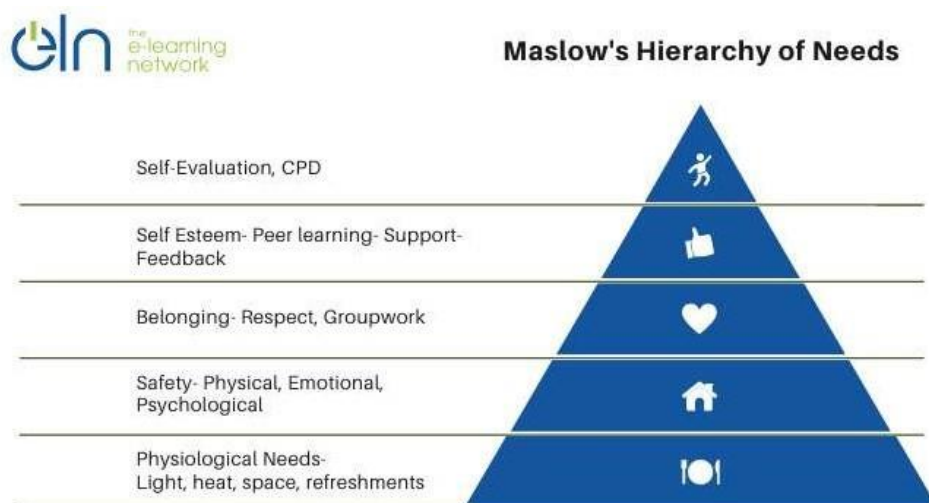 eln the
e-learning
network
Maslow's Hierarchy of Needs
Self-Evaluation, CPD
Self Esteem- Peer learning- Support-
Feedback
Belonging- Respect, Groupwork
Safety- Physical, Emotional,
Psychological
Physiological Needs-
Light, heat, space, refreshments